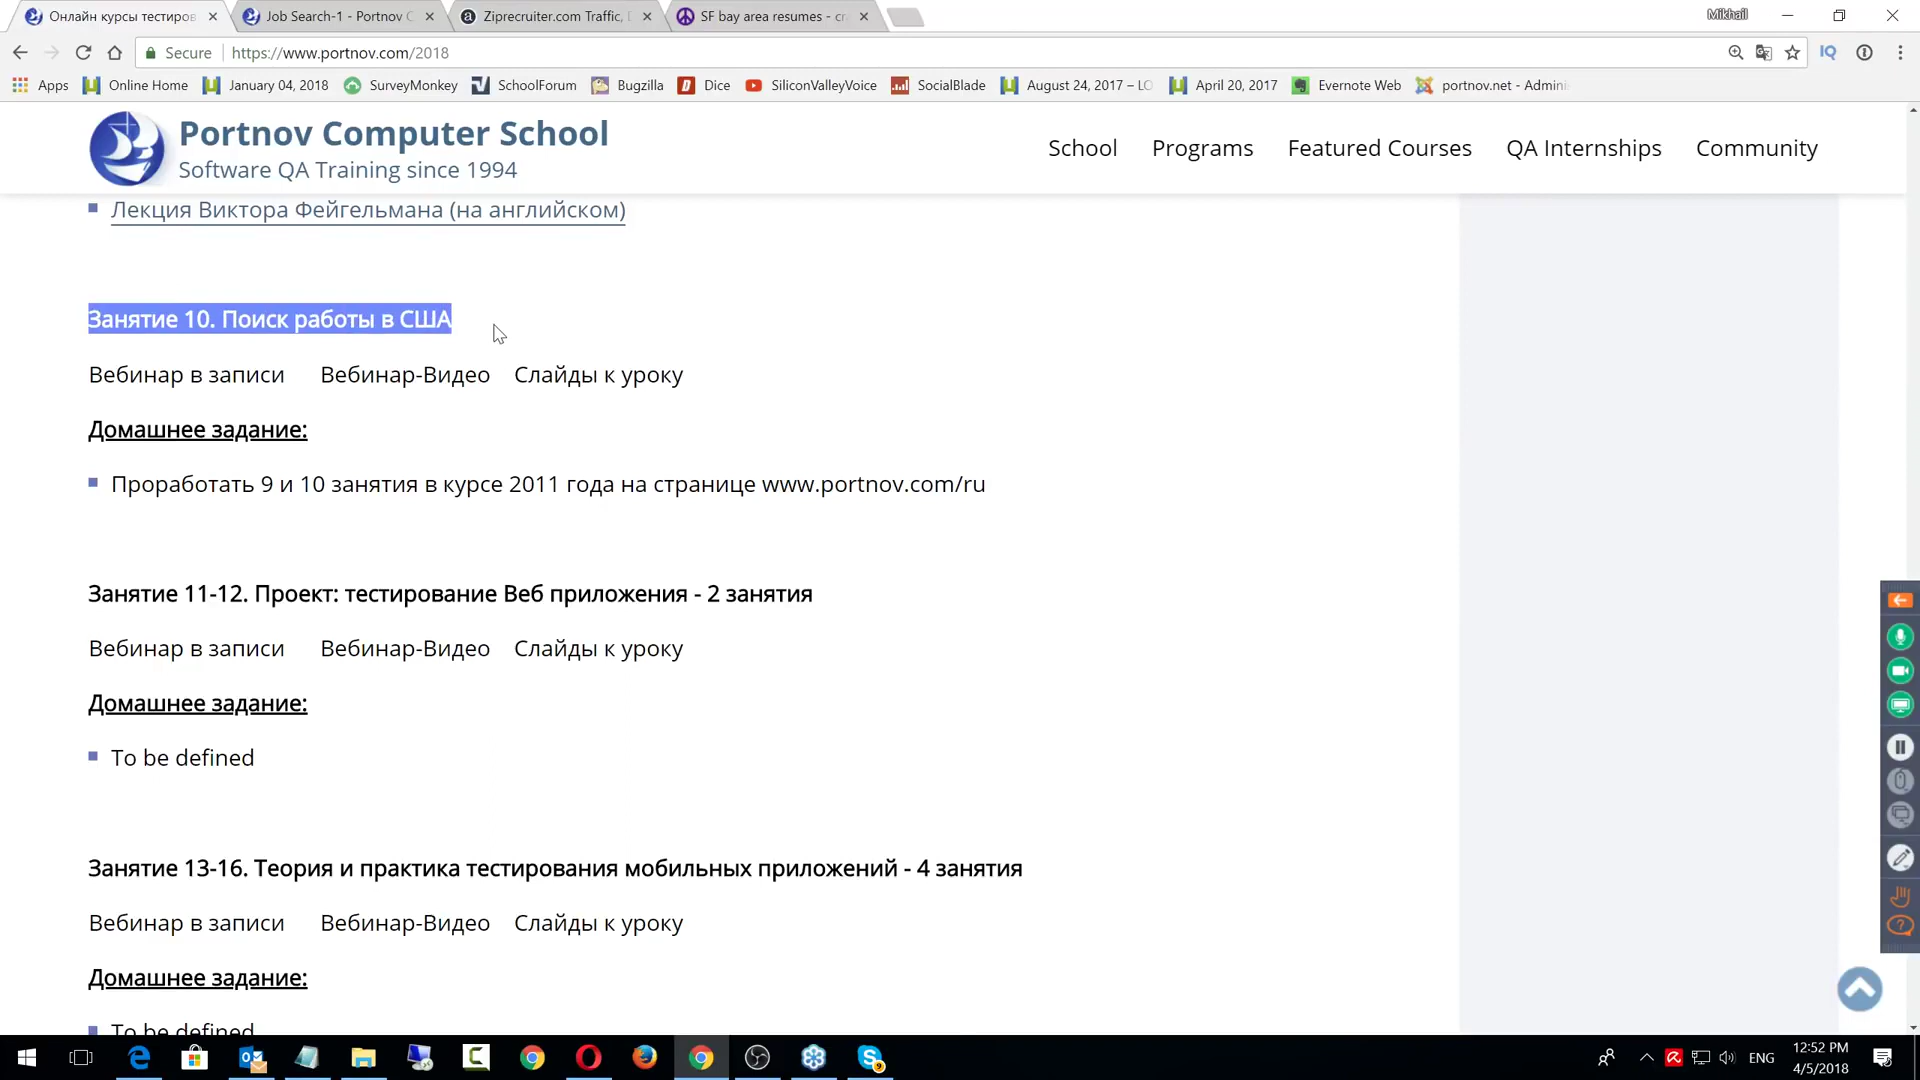 Онлайн курсы тестиров
Job Search-1 - Portnov C
Ziprecruiter.com Traffic,
SF bay area resumes - cr
Mikhail
Secure
https://www.portnov.com/2018
Apps
Online Home
January 04, 2018
SurveyMonkey
SchoolForum
Bugzilla
Dice
SiliconValleyVoice
SocialBlade
August 24, 2017 – LO
April 20, 2017
Evernote Web
portnov.net - Admini
Portnov Computer School
Software QA Training since 1994
School
Programs
Featured Courses
QA Internships
Community
Лекция Виктора Фейгельмана (на английском)
Занятие 10. Поиск работы в США
Вебинар в записи Вебинар-Видео Слайды к уроку
Домашнее задание:
Проработать 9 и 10 занятия в курсе 2011 года на странице www.portnov.com/ru
Занятие 11-12. Проект: тестирование Веб приложения - 2 занятия
Вебинар в записи Вебинар-Видео Слайды к уроку
Домашнее задание:
To be defined
Занятие 13-16. Теория и практика тестирования мобильных приложений - 4 занятия
Вебинар в записи Вебинар-Видео Слайды к уроку
Домашнее задание:
To be defined
ENG
12:52 PM
4/5/2018